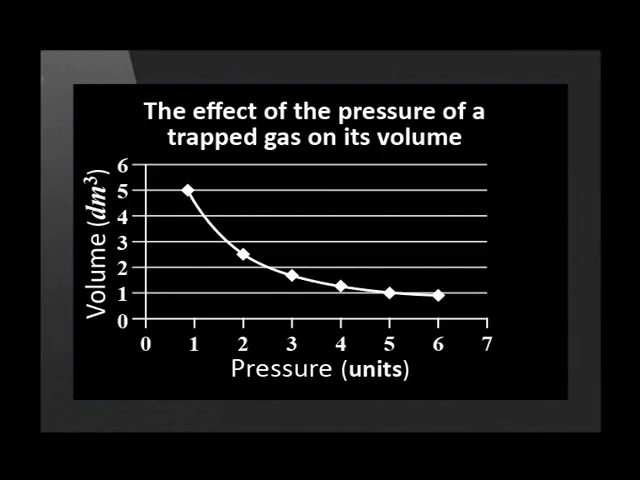 The effect of the pressure of a
trapped gas on its volume
Volume (dm³)
6
5
4
3
2
1
0
0 1 2 3 4 5 6 7
Pressure (units)